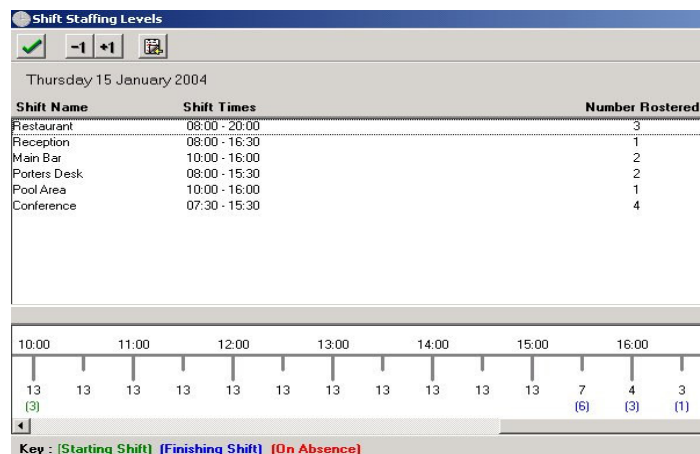 Shift Staffing Levels
-1 +1
Thursday 15 January 2004
Shift Name Shift Times Number Rostered
Restaurant 08:00 - 20:00 3
Reception 08:00 - 16:30 1
Main Bar 10:00 - 16:00 2
Porters Desk 08:00 - 15:30 2
Pool Area 10:00 - 16:00 1
Conference 07:30 - 15:30 4
10:00 11:00 12:00 13:00 14:00 15:00 16:00
13 13 13 13 13 13 13 13 13 13 13 7 4 3
(3) (6) (3) (1)
Key : (Starting Shift) (Finishing Shift) (On Absence)